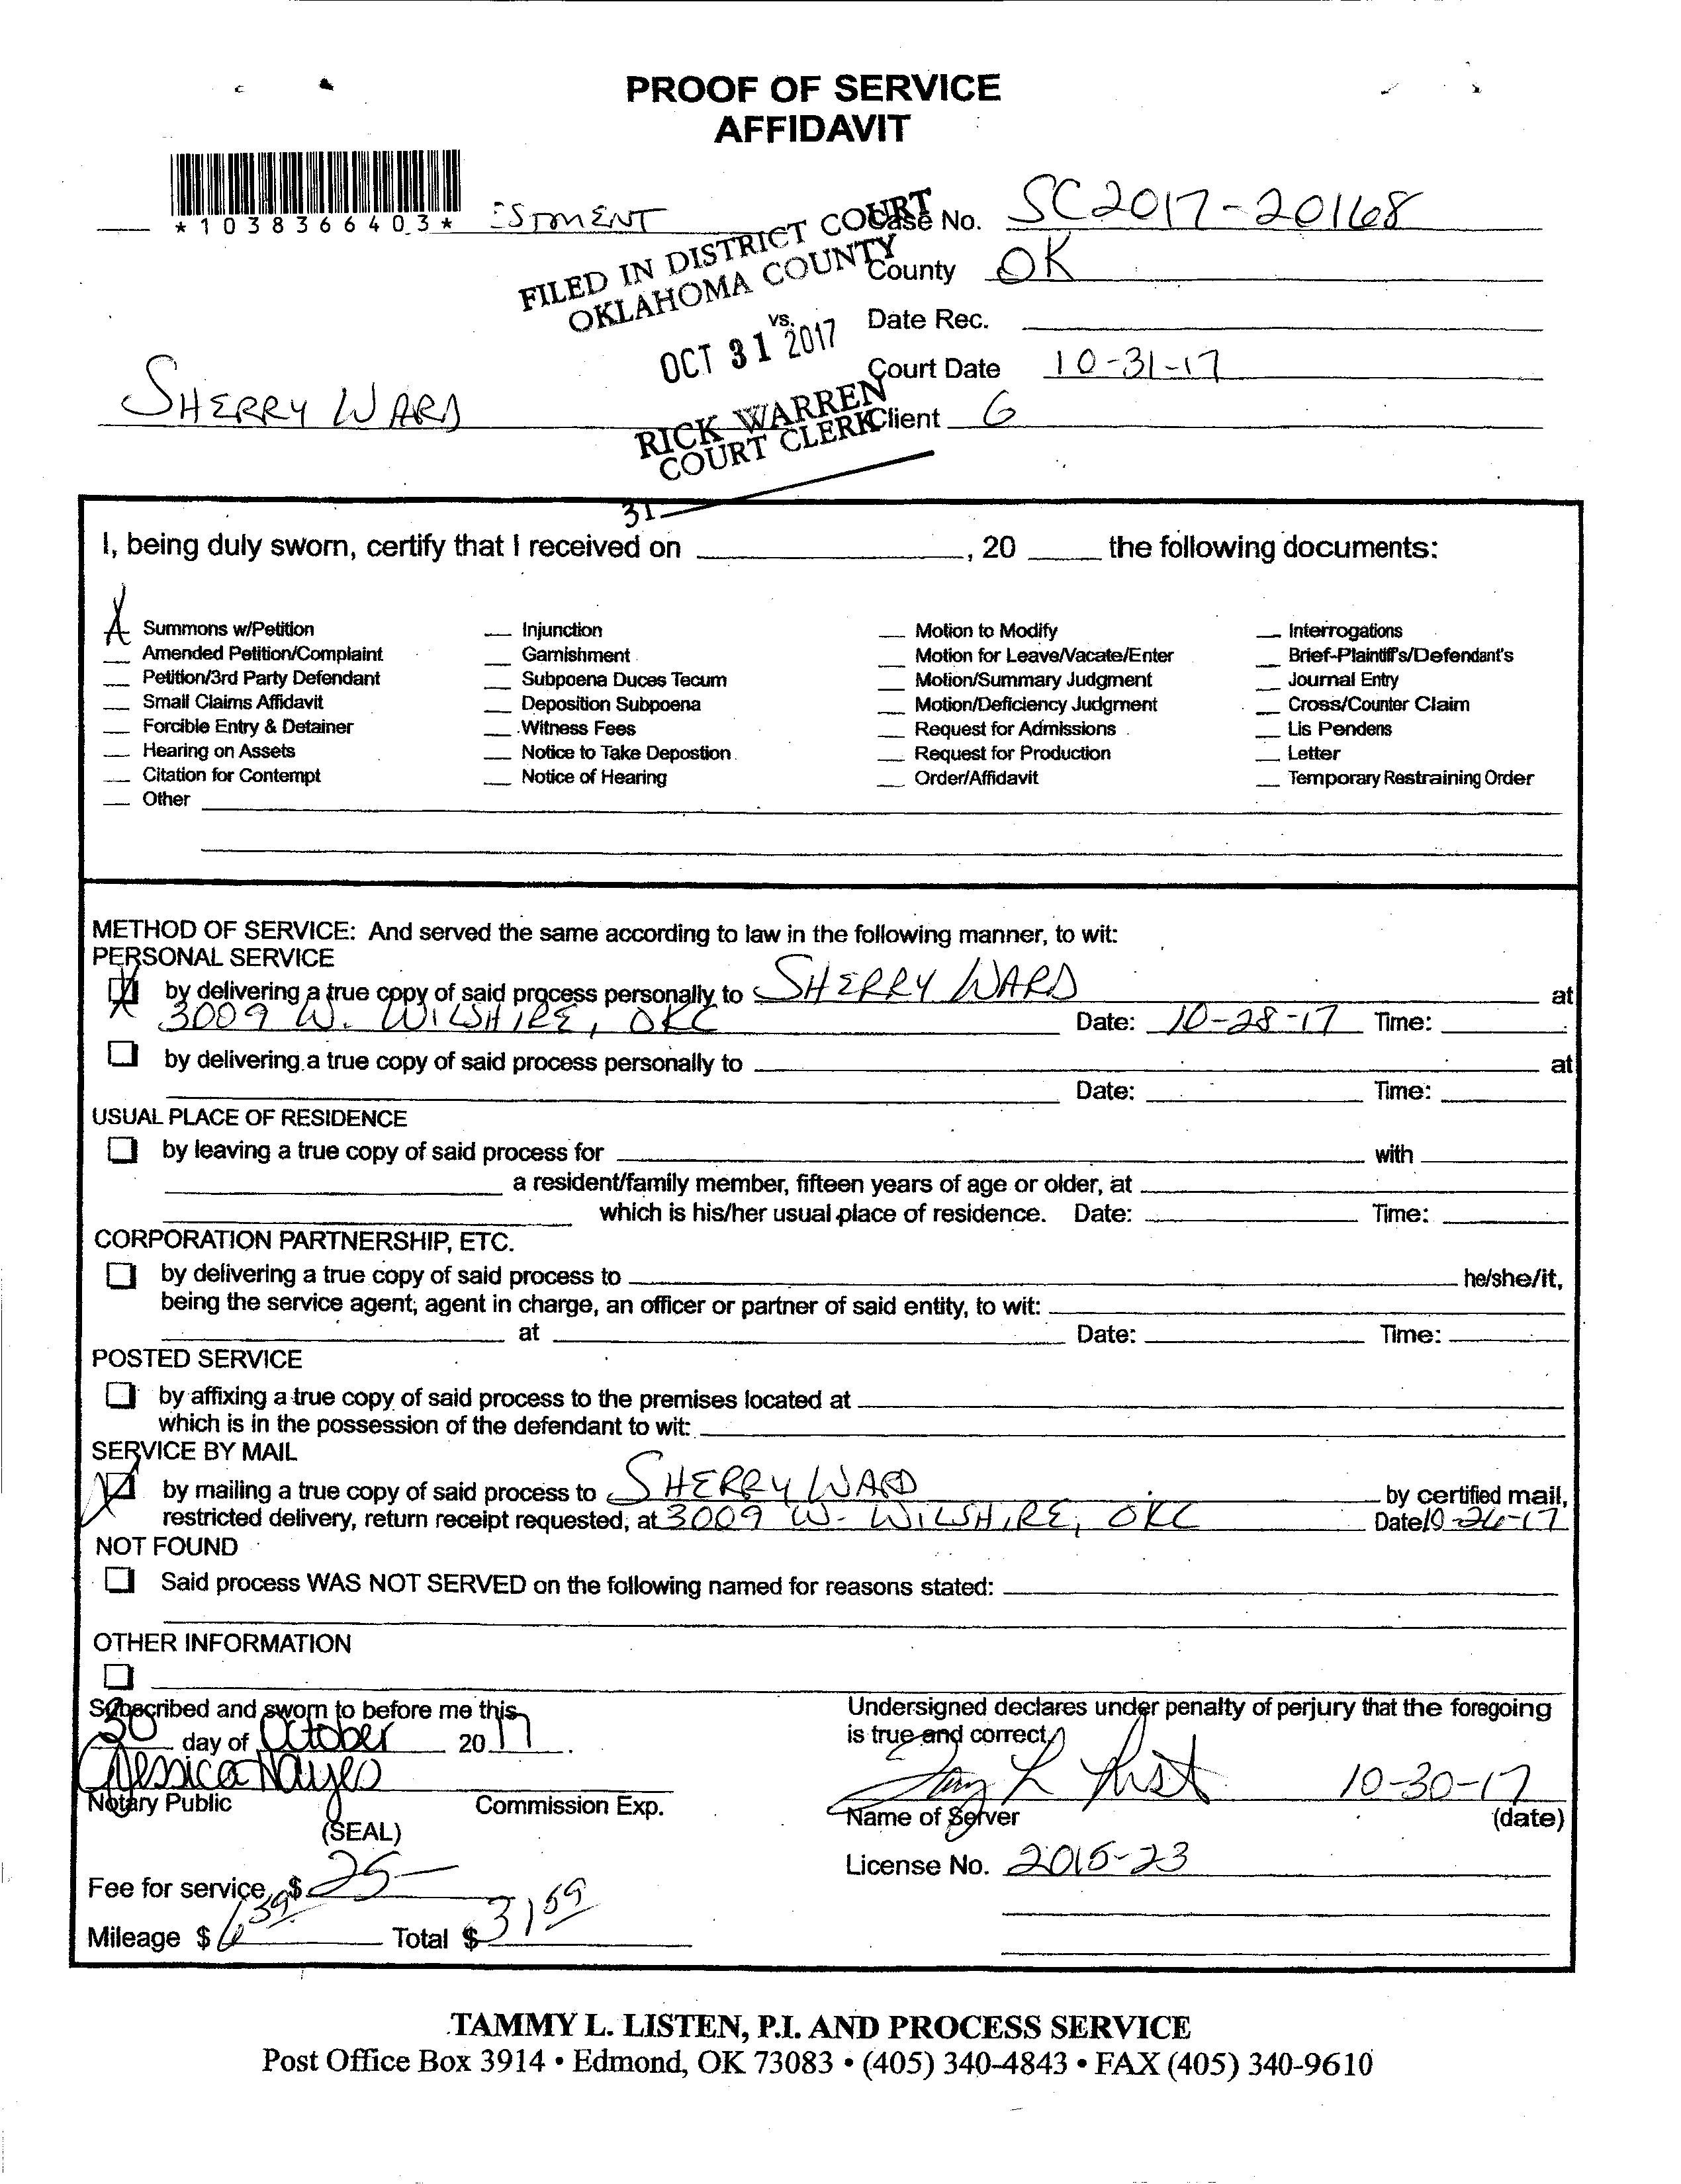 PROOF OF SERVICE
AFFIDAVIT
*1038366403*
ESTMENT
Case No. SC2017-20168
FILED IN DISTRICT COURT
OKLAHOMA COUNTY
County OK
vs.
OCT 31 2017
Date Rec.
Court Date 10-31-17
SHERRY WARD
RICK WARREN
COURT CLERK
Client G
31
I, being duly sworn, certify that I received on ________, 20 ____ the following documents:
X Summons w/Petition __ Injunction __ Motion to Modify __ Interrogations
__ Amended Petition/Complaint __ Garnishment __ Motion for Leave/Vacate/Enter __ Brief-Plaintiff's/Defendant's
__ Petition/3rd Party Defendant __ Subpoena Duces Tecum __ Motion/Summary Judgment __ Journal Entry
__ Small Claims Affidavit __ Deposition Subpoena __ Motion/Deficiency Judgment __ Cross/Counter Claim
__ Forcible Entry & Detainer __ Witness Fees __ Request for Admissions __ Lis Pendens
__ Hearing on Assets __ Notice to Take Depostion __ Request for Production __ Letter
__ Citation for Contempt __ Notice of Hearing __ Order/Affidavit __ Temporary Restraining Order
__ Other
METHOD OF SERVICE: And served the same according to law in the following manner, to wit:
PERSONAL SERVICE
X by delivering a true copy of said process personally to SHERRY WARD at
3009 W. WILSHIRE, OKC Date: 10-28-17 Time:
by delivering a true copy of said process personally to ________ at
Date: ________ Time:
USUAL PLACE OF RESIDENCE
by leaving a true copy of said process for ________ with
a resident/family member, fifteen years of age or older, at
which is his/her usual place of residence. Date: ________ Time:
CORPORATION PARTNERSHIP, ETC.
by delivering a true copy of said process to ________ he/she/it,
being the service agent, agent in charge, an officer or partner of said entity, to wit:
at ________ Date: ________ Time:
POSTED SERVICE
by affixing a true copy of said process to the premises located at
which is in the possession of the defendant to wit:
SERVICE BY MAIL
X by mailing a true copy of said process to SHERRY WARD by certified mail,
restricted delivery, return receipt requested, at 3009 W. WILSHIRE, OKC Date 10-26-17
NOT FOUND
Said process WAS NOT SERVED on the following named for reasons stated:
OTHER INFORMATION
Subscribed and sworn to before me this
30 day of October 2017.
Jessica Hayes
Notary Public Commission Exp.
(SEAL)
Fee for service $ 25—
Mileage $ 6 59 Total $ 31 59
Undersigned declares under penalty of perjury that the foregoing
is true and correct.
10-30-17
Name of Server (date)
License No. 2015-23
TAMMY L. LISTEN, P.I. AND PROCESS SERVICE
Post Office Box 3914 • Edmond, OK 73083 • (405) 340-4843 • FAX (405) 340-9610